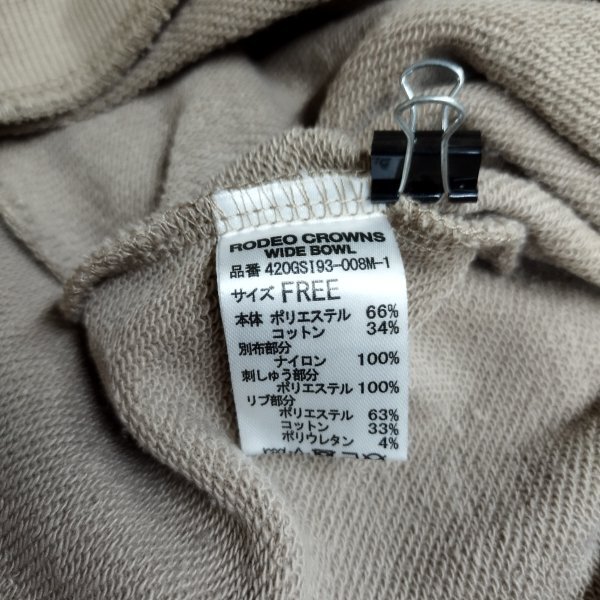 RODEO CROWNS
WIDE BOWL
品番 420GSI93-008M-1
サイズ FREE
本体 ポリエステル 66%
コットン 34%
別布部分
ナイロン 100%
刺しゅう部分
ポリエステル 100%
リブ部分
ポリエステル 63%
コットン 33%
ポリウレタン 4%